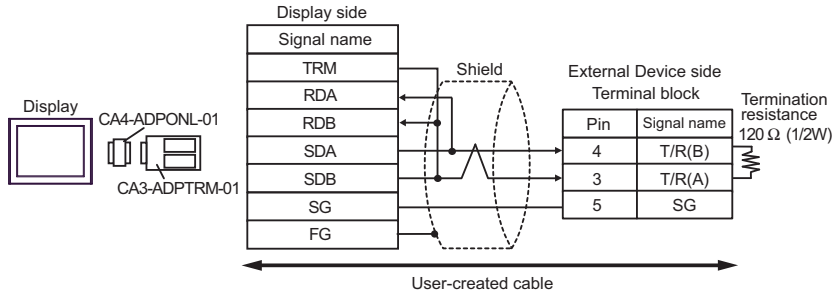 Display side
Signal name
TRM
RDA
RDB
SDA
SDB
SG
FG
Shield
External Device side
Terminal block
Pin Signal name
4 T/R(B)
3 T/R(A)
5 SG
Termination
resistance
120 Ω (1/2W)
Display
CA4-ADPONL-01
CA3-ADPTRM-01
User-created cable